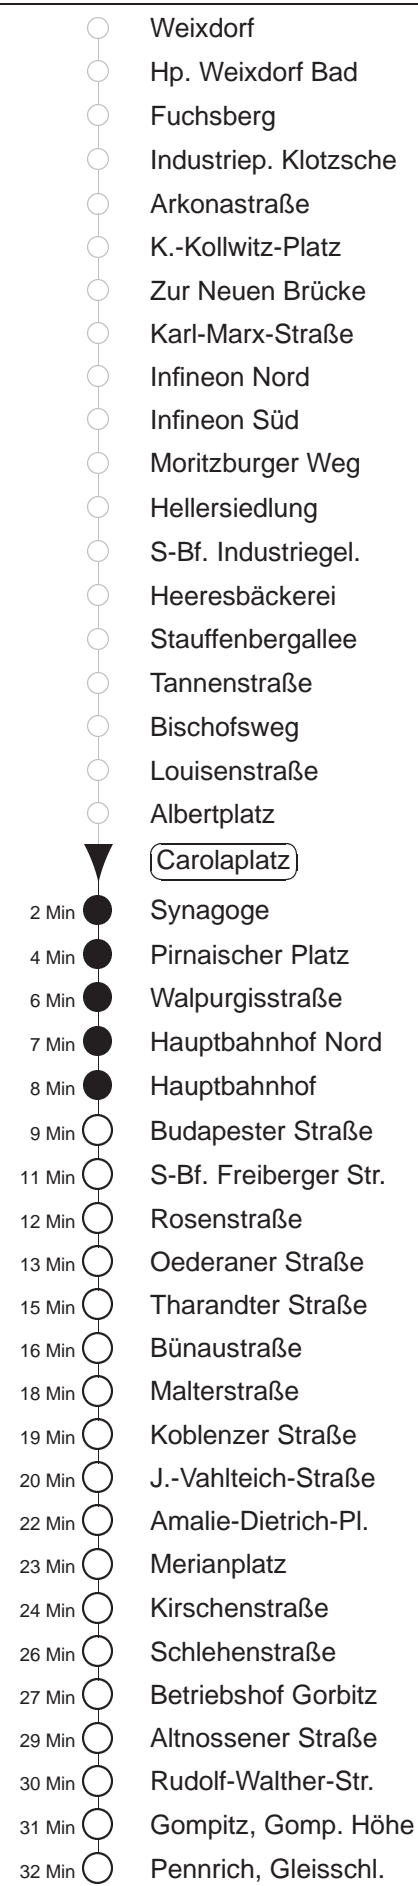 Weixdorf
Hp. Weixdorf Bad
Fuchsberg
Industriep. Klotzsche
Arkonastraße
K.-Kollwitz-Platz
Zur Neuen Brücke
Karl-Marx-Straße
Infineon Nord
Infineon Süd
Moritzburger Weg
Hellersiedlung
S-Bf. Industriegel.
Heeresbäckerei
Stauffenbergallee
Tannenstraße
Bischofsweg
Louisenstraße
Albertplatz
Carolaplatz
2 Min Synagoge
4 Min Pirnaischer Platz
6 Min Walpurgisstraße
7 Min Hauptbahnhof Nord
8 Min Hauptbahnhof
9 Min Budapester Straße
11 Min S-Bf. Freiberger Str.
12 Min Rosenstraße
13 Min Oederaner Straße
15 Min Tharandter Straße
16 Min Bünaustraße
18 Min Malterstraße
19 Min Koblenzer Straße
20 Min J.-Vahlteich-Straße
22 Min Amalie-Dietrich-Pl.
23 Min Merianplatz
24 Min Kirschenstraße
26 Min Schlehenstraße
27 Min Betriebshof Gorbitz
29 Min Altnossener Straße
30 Min Rudolf-Walther-Str.
31 Min Gompitz, Gomp. Höhe
32 Min Pennrich, Gleisschl.